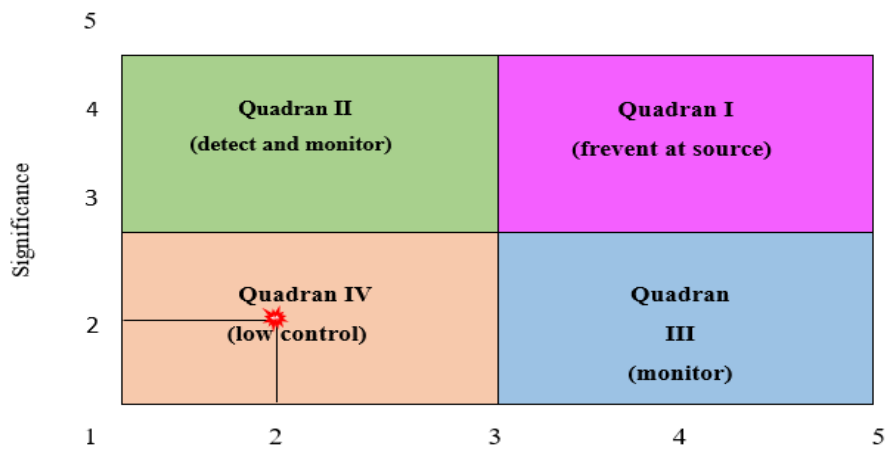 5
Quadran II
(detect and monitor)
Quadran I
(frevent at source)
4
3
Significance
Quadran IV
(low control)
Quadran
III
(monitor)
2
1 2 3 4 5